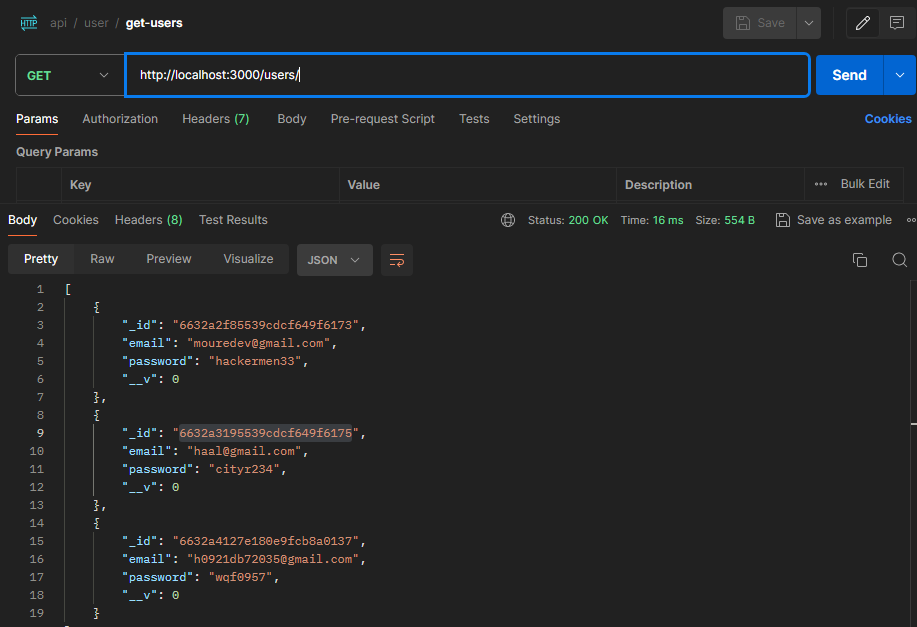 HTTP api / user / get-users Save
GET http://localhost:3000/users/ Send
Params Authorization Headers (7) Body Pre-request Script Tests Settings Cookies
Query Params
Key Value Description Bulk Edit
Body Cookies Headers (8) Test Results Status: 200 OK Time: 16 ms Size: 554 B Save as example
Pretty Raw Preview Visualize JSON
1 [
2 {
3 "_id": "6632a2f85539cdcf649f6173",
4 "email": "mouredev@gmail.com",
5 "password": "hackermen33",
6 "__v": 0
7 },
8 {
9 "_id": "6632a3195539cdcf649f6175",
10 "email": "haal@gmail.com",
11 "password": "cityr234",
12 "__v": 0
13 },
14 {
15 "_id": "6632a4127e180e9fcb8a0137",
16 "email": "h0921db72035@gmail.com",
17 "password": "wqf0957",
18 "__v": 0
19 }